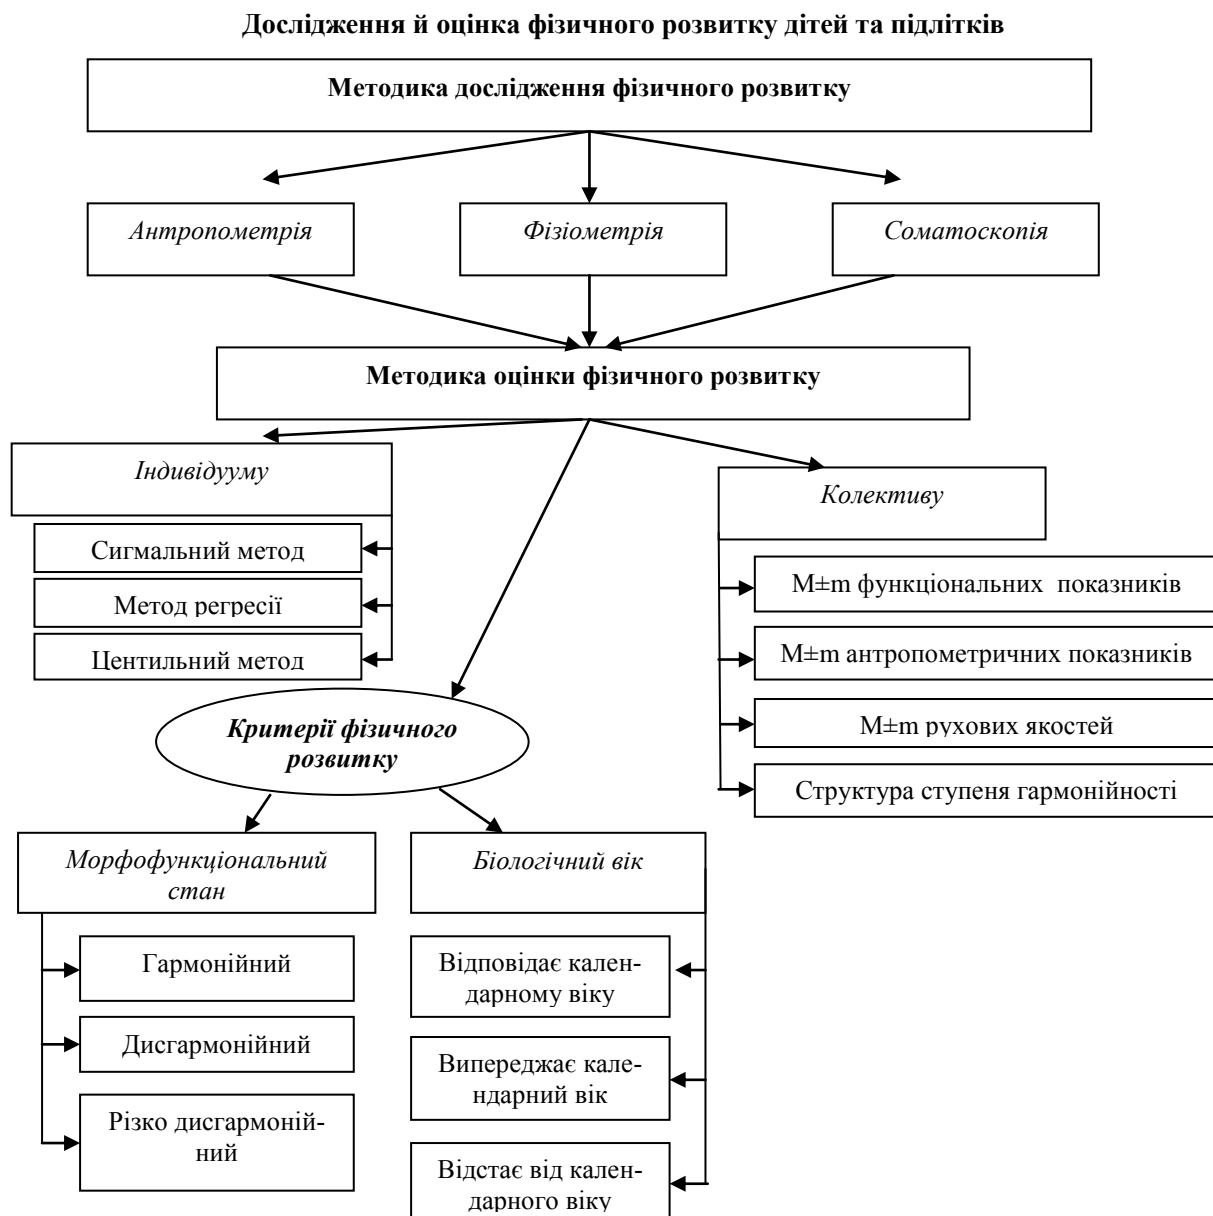 Дослідження й оцінка фізичного розвитку дітей та підлітків
Методика дослідження фізичного розвитку
Антропометрія
Фізіометрія
Соматоскопія
Методика оцінки фізичного розвитку
Індивідууму
Сигмальний метод
Метод регресії
Центильний метод
Колективу
М±m функціональних показників
М±m антропометричних показників
М±m рухових якостей
Структура ступеня гармонійності
Критерії фізичного
розвитку
Морфофункціональний
стан
Гармонійний
Дисгармонійний
Різко дисгармоній-
ний
Біологічний вік
Відповідає кален-
дарному віку
Випереджає кале-
ндарний вік
Відстає від кален-
дарного віку